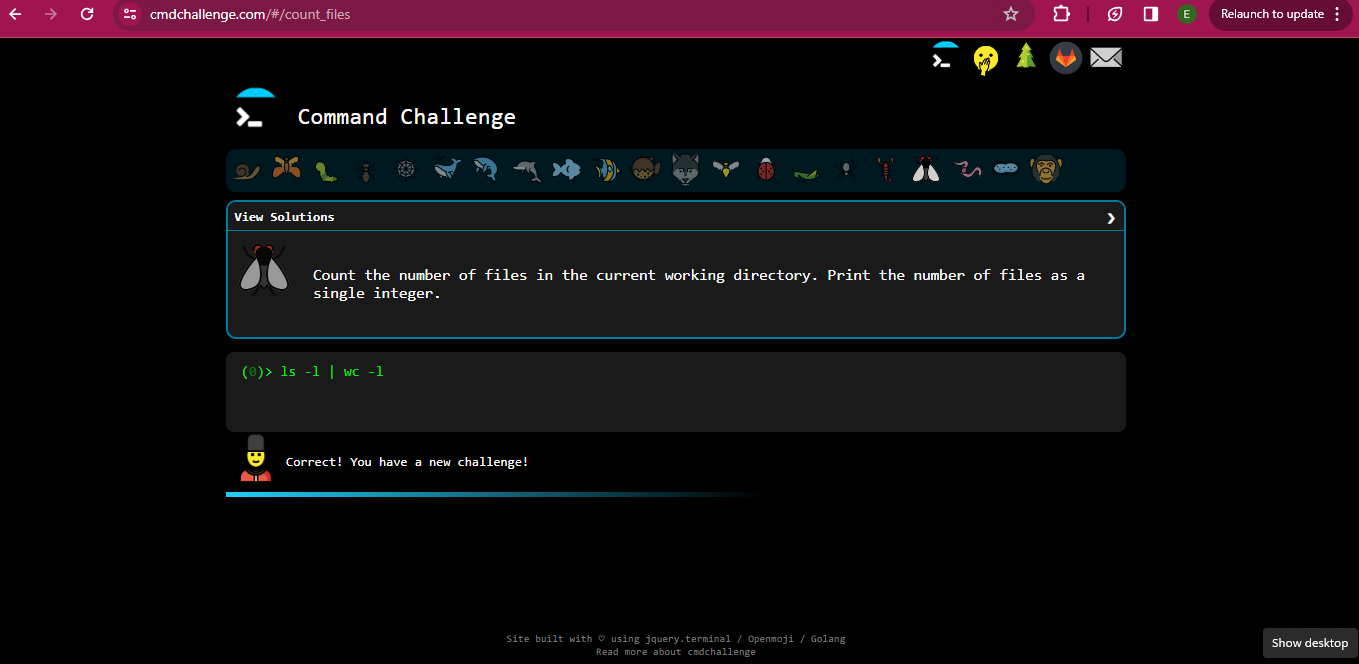 cmdchallenge.com/#/count_files
E
Relaunch to update
Command Challenge
View Solutions
Count the number of files in the current working directory. Print the number of files as a
single integer.
(0)> ls -l | wc -l
Correct! You have a new challenge!
Site built with ♡ using jquery.terminal / Openmoji / Golang
Read more about cmdchallenge
Show desktop